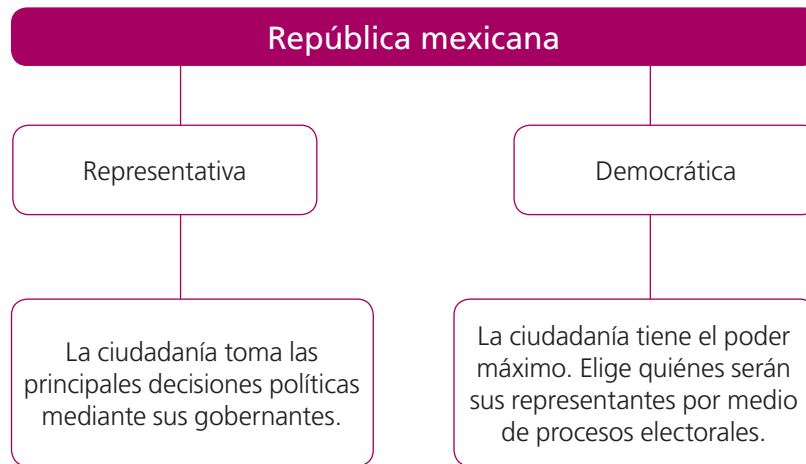 República mexicana
Representativa
Democrática
La ciudadanía toma las
principales decisiones políticas
mediante sus gobernantes.
La ciudadanía tiene el poder
máximo. Elige quiénes serán
sus representantes por medio
de procesos electorales.